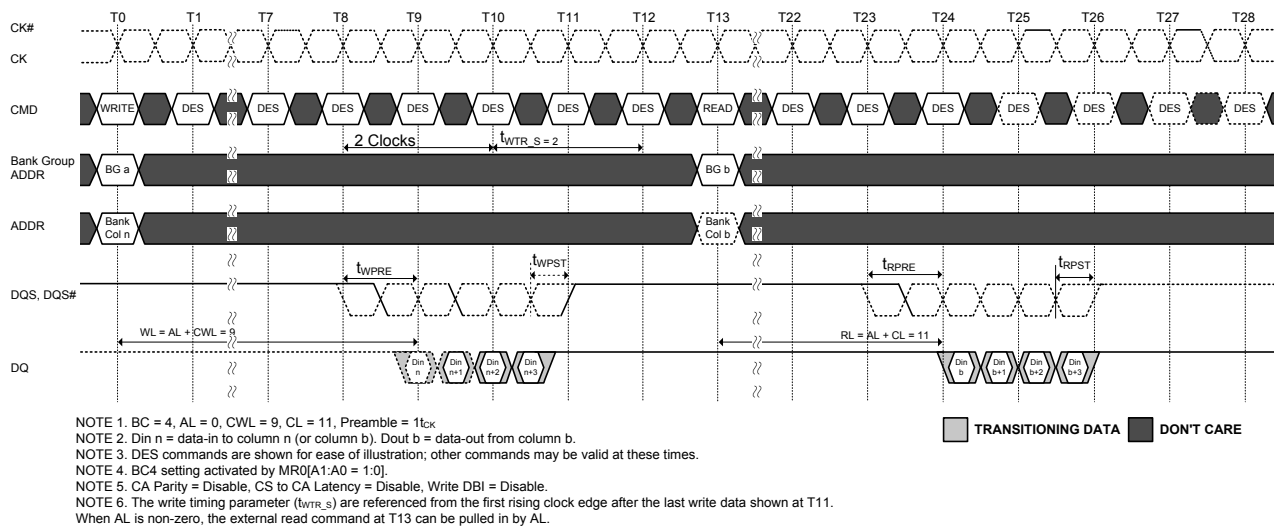 T0 T1 T7 T8 T9 T10 T11 T12 T13 T22 T23 T24 T25 T26 T27 T28
CK#
CK
CMD WRITE DES DES DES DES DES DES DES READ DES DES DES DES DES DES DES
2 Clocks tWTR_S = 2
Bank Group
ADDR BG a BG b
ADDR Bank Col n Bank Col b
tWPRE tWPST tRPRE tRPST
DQS, DQS#
WL = AL + CWL = 9 RL = AL + CL = 11
DQ Din n Din n+1 Din n+2 Din n+3 Din b Din b+1 Din b+2 Din b+3
NOTE 1. BC = 4, AL = 0, CWL = 9, CL = 11, Preamble = 1tCK
NOTE 2. Din n = data-in to column n (or column b). Dout b = data-out from column b.
NOTE 3. DES commands are shown for ease of illustration; other commands may be valid at these times.
NOTE 4. BC4 setting activated by MR0[A1:A0 = 1:0].
NOTE 5. CA Parity = Disable, CS to CA Latency = Disable, Write DBI = Disable.
NOTE 6. The write timing parameter (tWTR_S) are referenced from the first rising clock edge after the last write data shown at T11.
When AL is non-zero, the external read command at T13 can be pulled in by AL.
TRANSITIONING DATA DON'T CARE